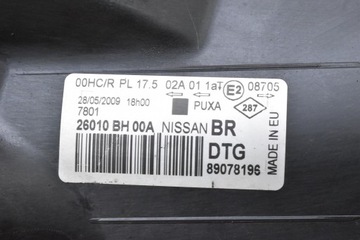 00HC/R PL 17.5 02A 01 1aT E2 08705
28/05/2009 18h00 PUXA 287
7801
26010 BH 00A NISSAN BR
DTG
89078196
MADE IN EU